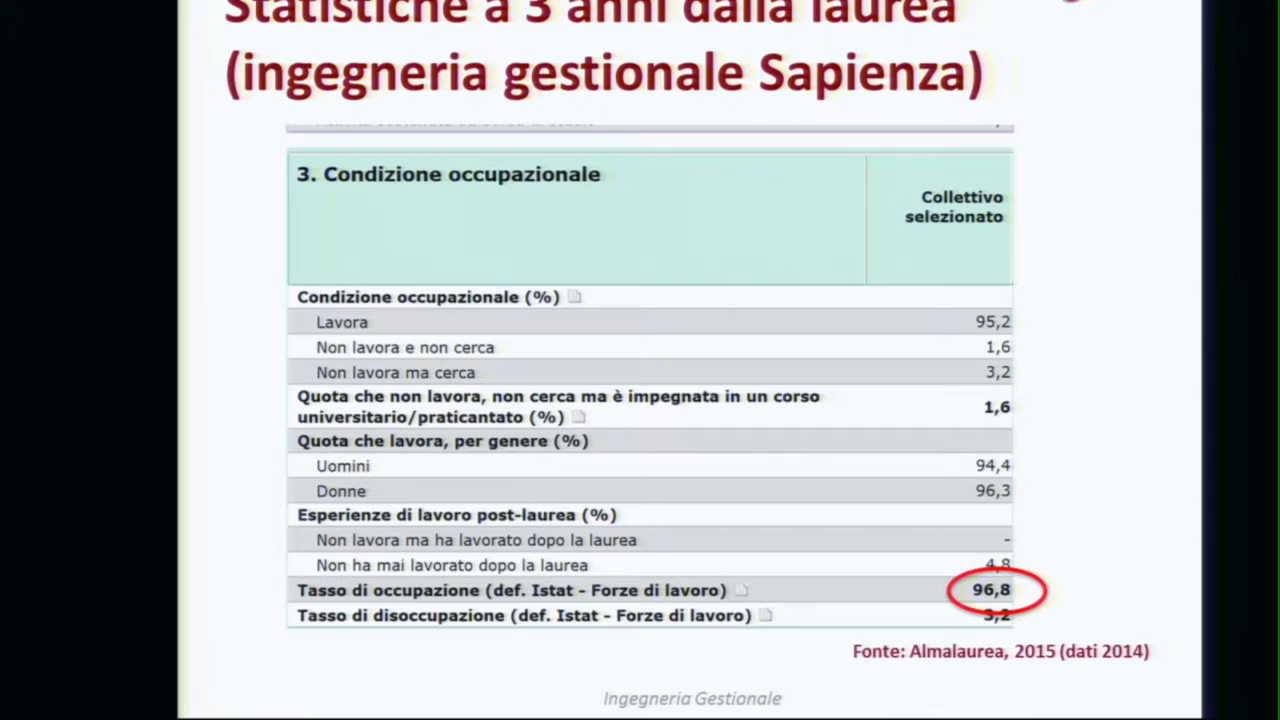 Statistiche a 3 anni dalla laurea
(ingegneria gestionale Sapienza)
3. Condizione occupazionale
Collettivo
selezionato
Condizione occupazionale (%)
Lavora 95,2
Non lavora e non cerca 1,6
Non lavora ma cerca 3,2
Quota che non lavora, non cerca ma è impegnata in un corso
universitario/praticantato (%) 1,6
Quota che lavora, per genere (%)
Uomini 94,4
Donne 96,3
Esperienze di lavoro post-laurea (%)
Non lavora ma ha lavorato dopo la laurea -
Non ha mai lavorato dopo la laurea 4,8
Tasso di occupazione (def. Istat - Forze di lavoro) 96,8
Tasso di disoccupazione (def. Istat - Forze di lavoro) 3,2
Fonte: Almalaurea, 2015 (dati 2014)
Ingegneria Gestionale